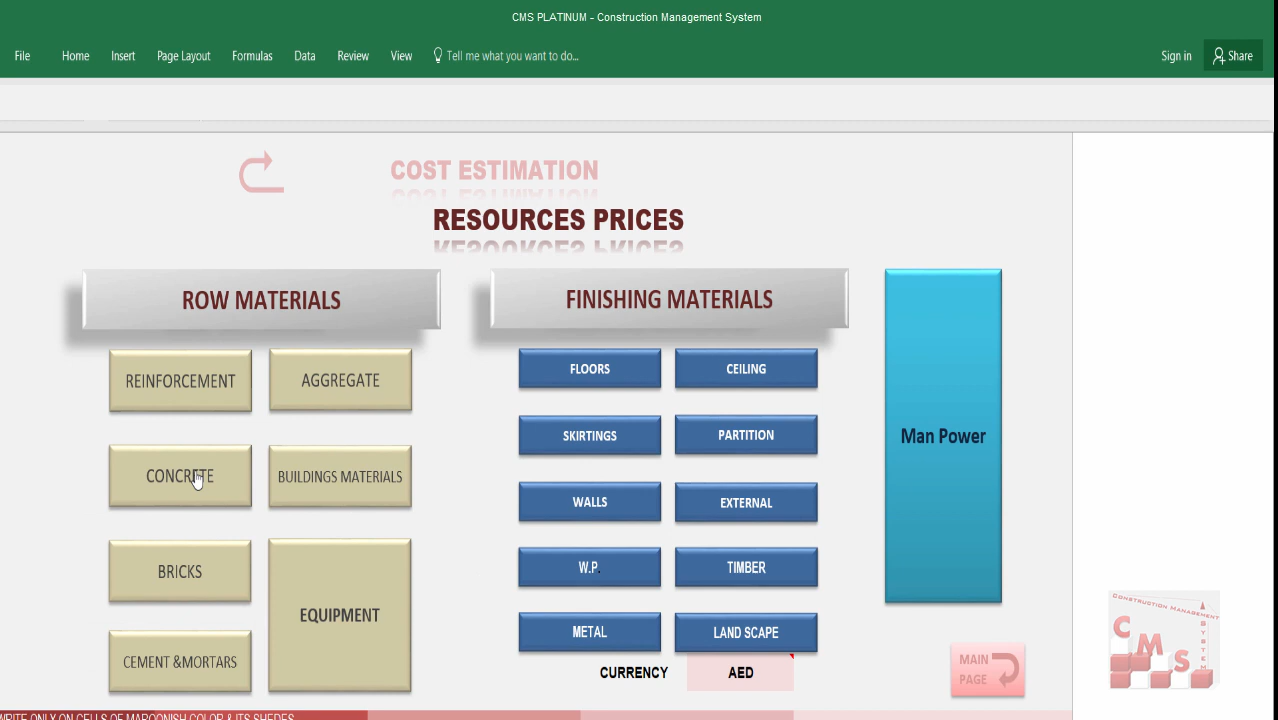 CMS PLATINUM - Construction Management System
File Home Insert Page Layout Formulas Data Review View Tell me what you want to do... Sign in Share
COST ESTIMATION
RESOURCES PRICES
ROW MATERIALS
REINFORCEMENT
AGGREGATE
CONCRETE
BUILDINGS MATERIALS
BRICKS
EQUIPMENT
CEMENT &MORTARS
FINISHING MATERIALS
FLOORS
CEILING
SKIRTINGS
PARTITION
WALLS
EXTERNAL
W.P.
TIMBER
METAL
LAND SCAPE
CURRENCY AED
Man Power
MAIN
PAGE
CONSTRUCTION MANAGEMENT
SYSTEM
CMS
WRITE ONLY ON CELLS OF MAROONISH COLOR & ITS SHEDES